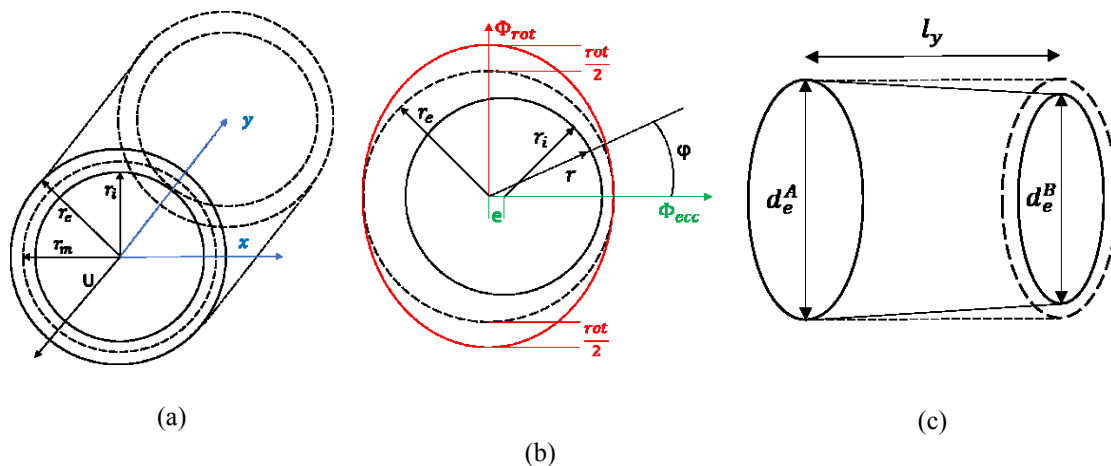 y
x
r_i
r_e
r_m
U
(a)
Φ_rot
rot/2
r_e
r_i
r
φ
e
Φ_ecc
rot/2
(b)
l_y
d_e^A
d_e^B
(c)